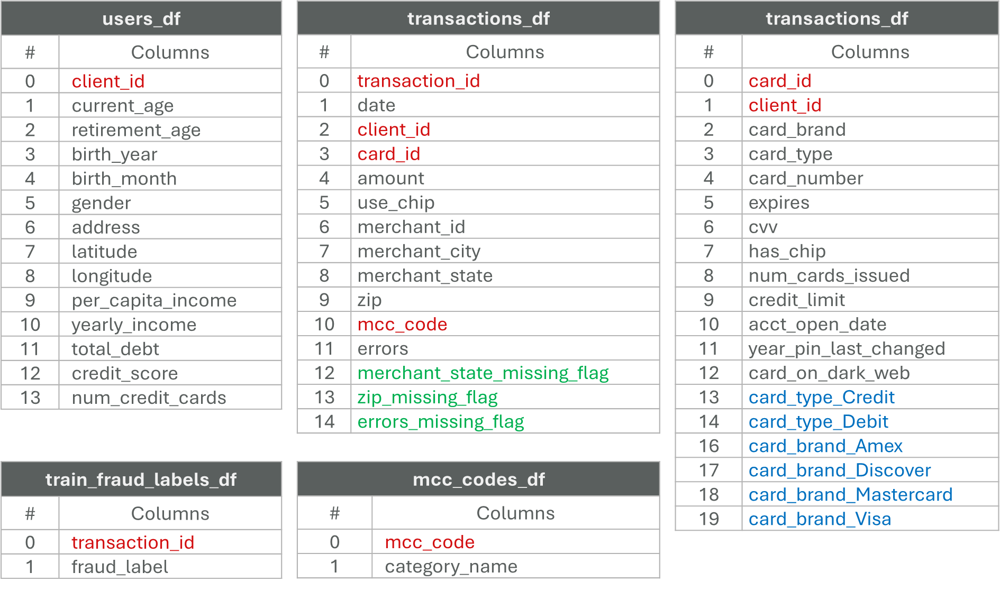 users_df
# Columns
0 client_id
1 current_age
2 retirement_age
3 birth_year
4 birth_month
5 gender
6 address
7 latitude
8 longitude
9 per_capita_income
10 yearly_income
11 total_debt
12 credit_score
13 num_credit_cards
transactions_df
# Columns
0 transaction_id
1 date
2 client_id
3 card_id
4 amount
5 use_chip
6 merchant_id
7 merchant_city
8 merchant_state
9 zip
10 mcc_code
11 errors
12 merchant_state_missing_flag
13 zip_missing_flag
14 errors_missing_flag
transactions_df
# Columns
0 card_id
1 client_id
2 card_brand
3 card_type
4 card_number
5 expires
6 cvv
7 has_chip
8 num_cards_issued
9 credit_limit
10 acct_open_date
11 year_pin_last_changed
12 card_on_dark_web
13 card_type_Credit
14 card_type_Debit
16 card_brand_Amex
17 card_brand_Discover
18 card_brand_Mastercard
19 card_brand_Visa
train_fraud_labels_df
# Columns
0 transaction_id
1 fraud_label
mcc_codes_df
# Columns
0 mcc_code
1 category_name